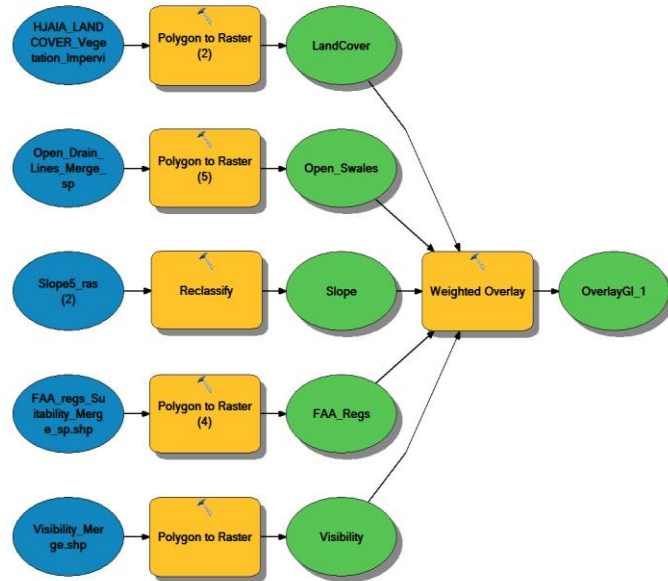 HJAIA_LAND
COVER_Vege
tation_Impervi
Polygon to Raster
(2)
LandCover
Open_Drain_
Lines_Merge_
sp
Polygon to Raster
(5)
Open_Swales
Slope5_ras
(2)
Reclassify
Slope
Weighted Overlay
OverlayGI_1
FAA_regs_Su
itability_Merg
e_sp.shp
Polygon to Raster
(4)
FAA_Regs
Visibility_Mer
ge.shp
Polygon to Raster
Visibility